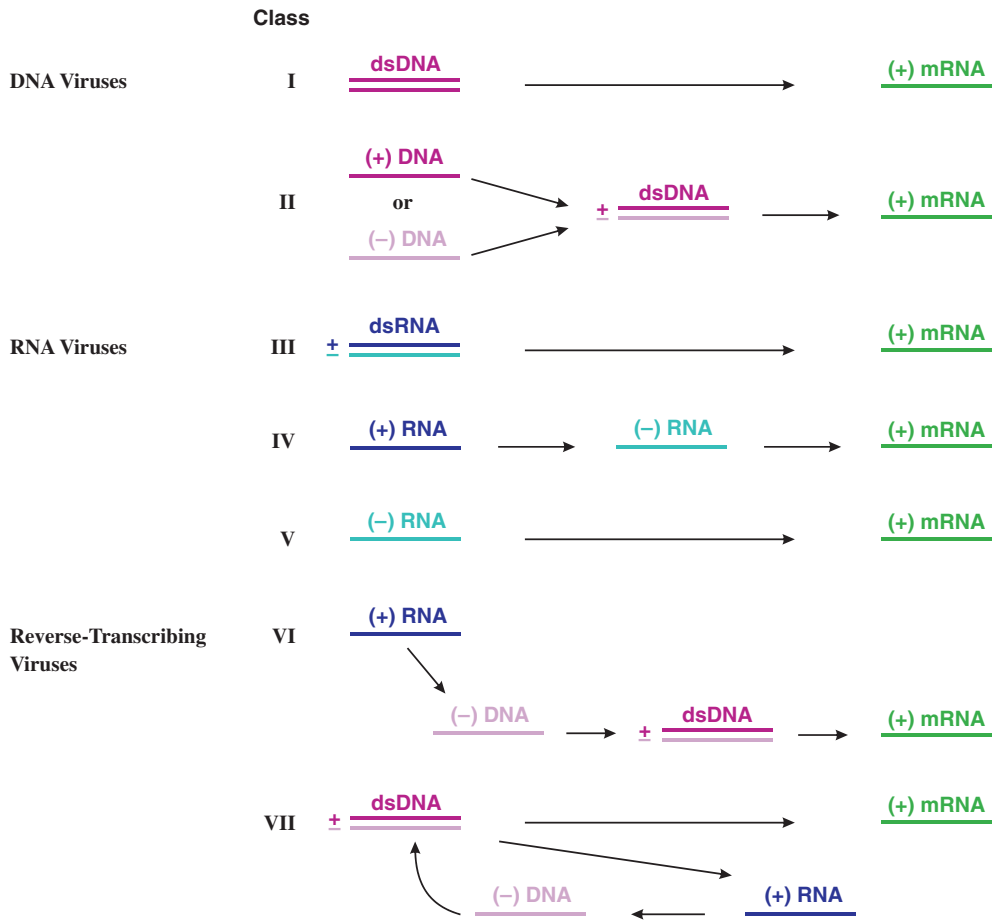 Class
DNA Viruses I dsDNA (+) mRNA
(+) DNA
II or ± dsDNA (+) mRNA
(–) DNA
RNA Viruses III ± dsRNA (+) mRNA
IV (+) RNA (–) RNA (+) mRNA
V (–) RNA (+) mRNA
Reverse-Transcribing VI (+) RNA
Viruses
(–) DNA ± dsDNA (+) mRNA
VII ± dsDNA (+) mRNA
(–) DNA (+) RNA